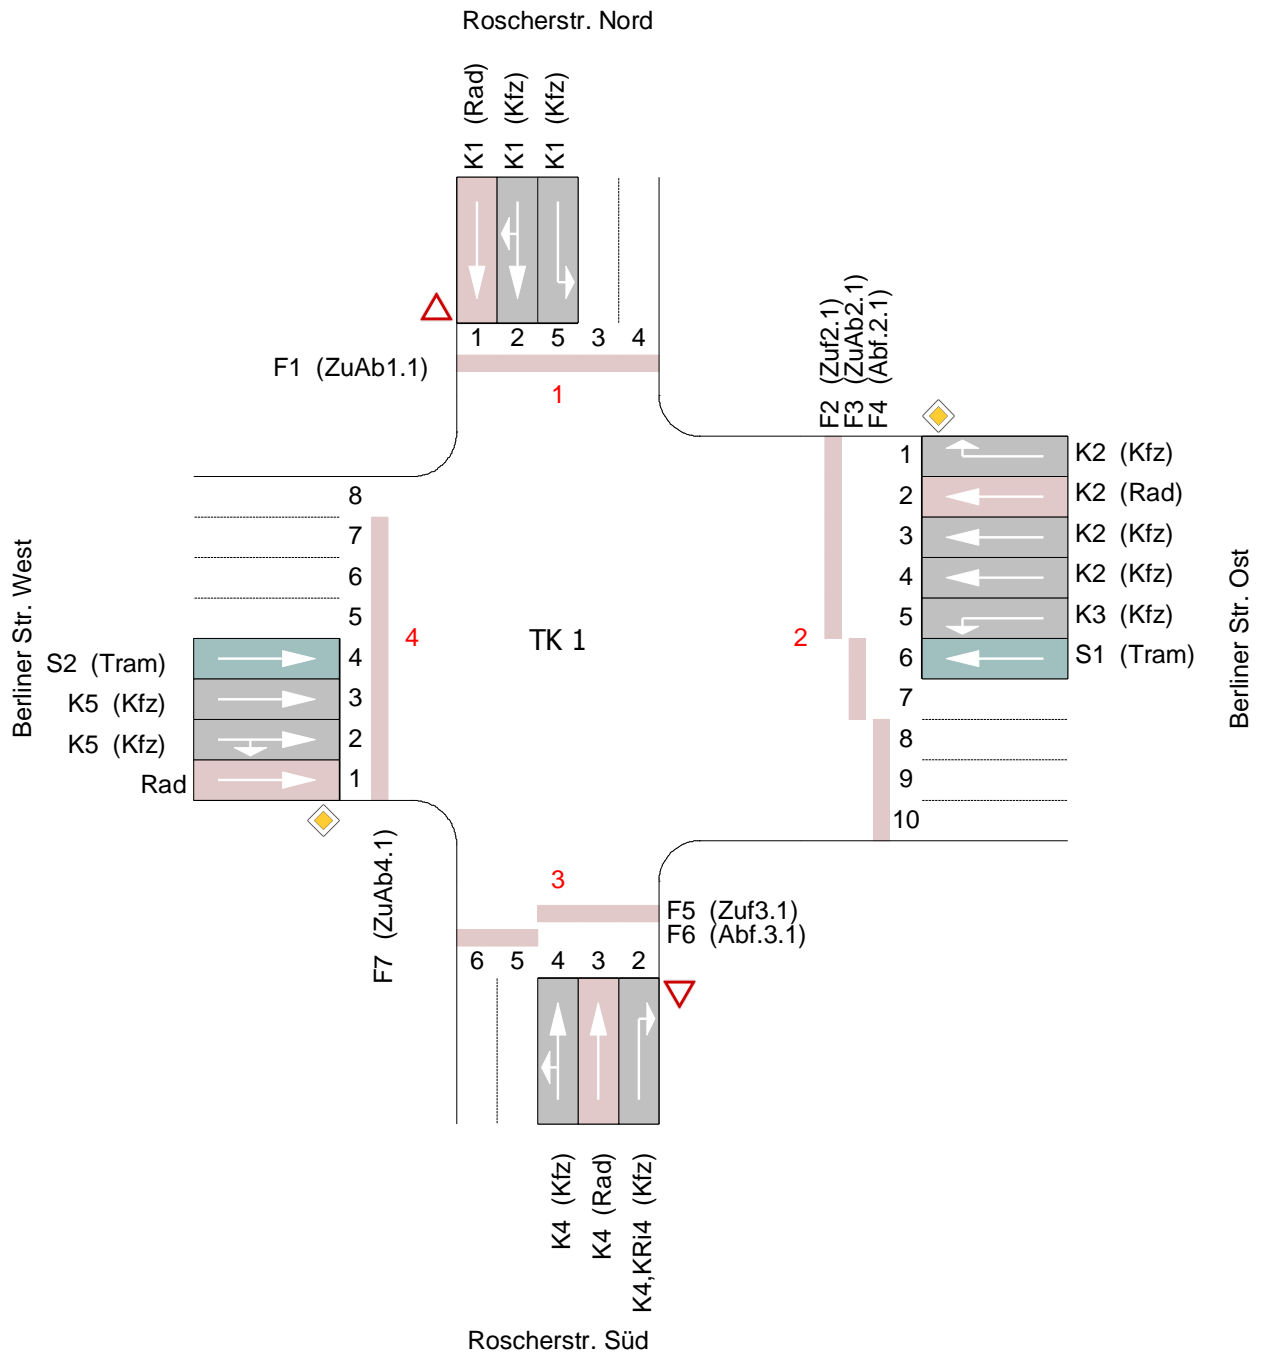 Roscherstr. Nord
K1 (Rad)
K1 (Kfz)
K1 (Kfz)
1 2 5 3 4
F1 (ZuAb1.1)
1
F2 (Zuf2.1)
F3 (ZuAb2.1)
F4 (Abf.2.1)
1 K2 (Kfz)
2 K2 (Rad)
3 K2 (Kfz)
4 K2 (Kfz)
5 K3 (Kfz)
6 S1 (Tram)
7
8
9
10
2
Berliner Str. Ost
TK 1
Berliner Str. West
8
7
6
5
S2 (Tram) 4
K5 (Kfz) 3
K5 (Kfz) 2
Rad 1
4
F7 (ZuAb4.1)
3
F5 (Zuf3.1)
F6 (Abf.3.1)
6 5 4 3 2
K4 (Kfz)
K4 (Rad)
K4,KRi4 (Kfz)
Roscherstr. Süd